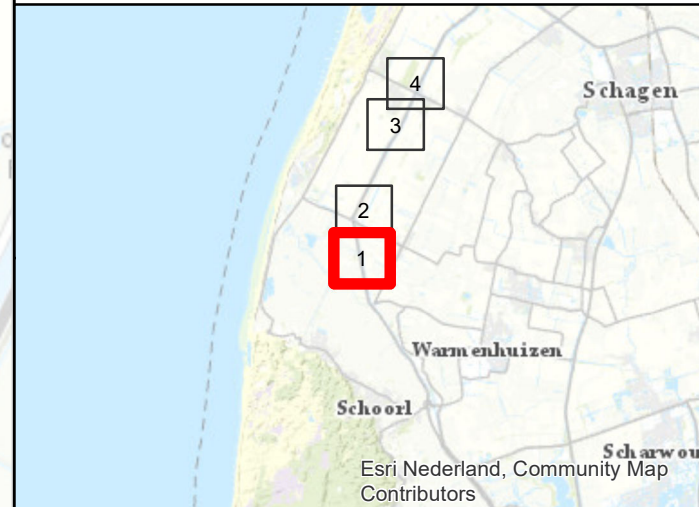 4
Schagen
3
2
1
Warmenhuizen
Schoorl
Scharwou
Esri Nederland, Community Map
Contributors